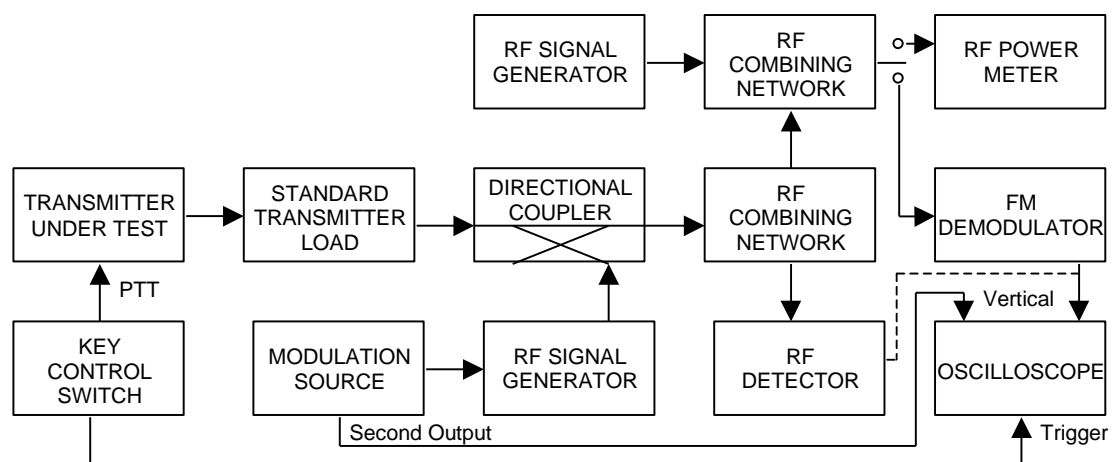 RF SIGNAL
GENERATOR
RF
COMBINING
NETWORK
RF POWER
METER
TRANSMITTER
UNDER TEST
STANDARD
TRANSMITTER
LOAD
DIRECTIONAL
COUPLER
RF
COMBINING
NETWORK
FM
DEMODULATOR
PTT
Vertical
KEY
CONTROL
SWITCH
MODULATION
SOURCE
RF SIGNAL
GENERATOR
RF
DETECTOR
OSCILLOSCOPE
Second Output
Trigger